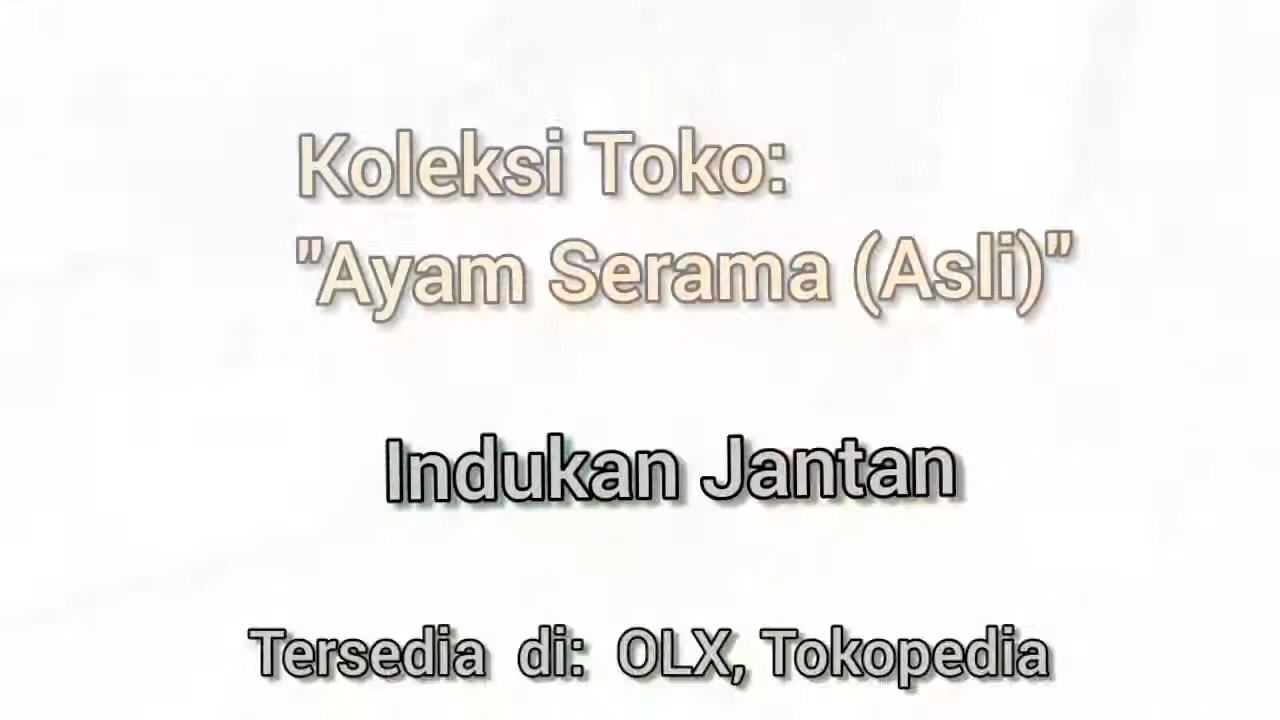 Koleksi Toko:
"Ayam Serama (Asli)"
Indukan Jantan
Tersedia di: OLX, Tokopedia